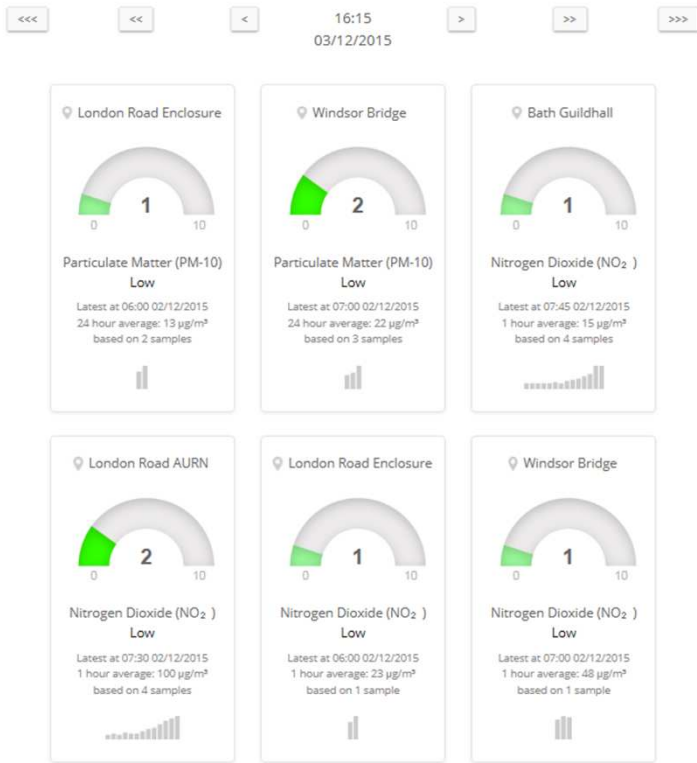 <<<
<<
<
16:15
03/12/2015
>
>>
>>>
London Road Enclosure
1
0
10
Particulate Matter (PM-10)
Low
Latest at 06:00 02/12/2015
24 hour average: 13 µg/m³
based on 2 samples
Windsor Bridge
2
0
10
Particulate Matter (PM-10)
Low
Latest at 07:00 02/12/2015
24 hour average: 22 µg/m³
based on 3 samples
Bath Guildhall
1
0
10
Nitrogen Dioxide (NO₂ )
Low
Latest at 07:45 02/12/2015
1 hour average: 15 µg/m³
based on 4 samples
London Road AURN
2
0
10
Nitrogen Dioxide (NO₂ )
Low
Latest at 07:30 02/12/2015
1 hour average: 100 µg/m³
based on 4 samples
London Road Enclosure
1
0
10
Nitrogen Dioxide (NO₂ )
Low
Latest at 06:00 02/12/2015
1 hour average: 23 µg/m³
based on 1 sample
Windsor Bridge
1
0
10
Nitrogen Dioxide (NO₂ )
Low
Latest at 07:00 02/12/2015
1 hour average: 48 µg/m³
based on 1 sample